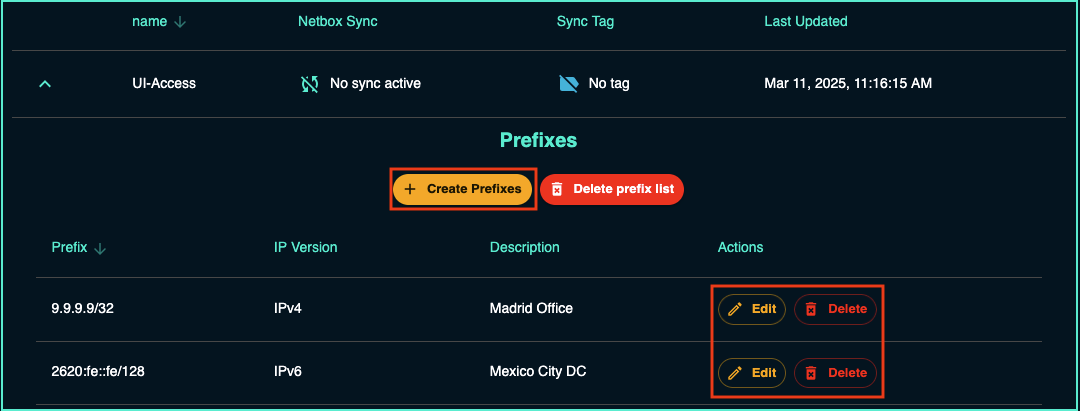 name Netbox Sync Sync Tag Last Updated
UI-Access No sync active No tag Mar 11, 2025, 11:16:15 AM
Prefixes
Create Prefixes Delete prefix list
Prefix IP Version Description Actions
9.9.9.9/32 IPv4 Madrid Office Edit Delete
2620:fe::fe/128 IPv6 Mexico City DC Edit Delete